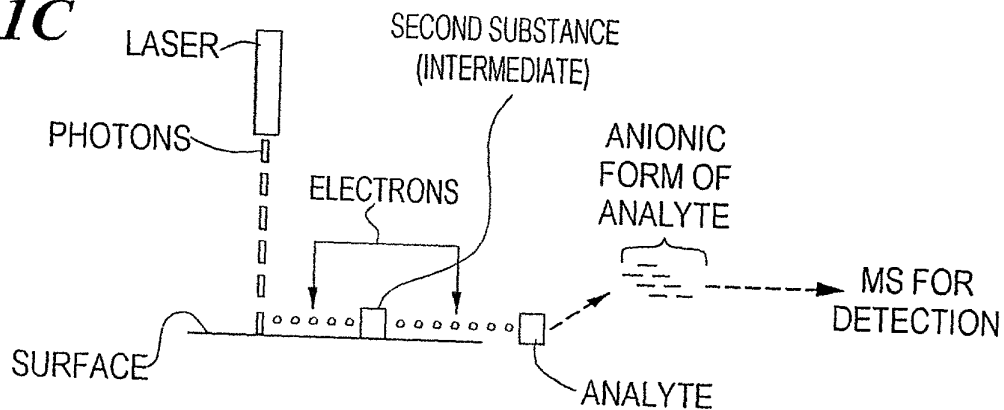 1C
LASER
SECOND SUBSTANCE
(INTERMEDIATE)
PHOTONS
ELECTRONS
ANIONIC
FORM OF
ANALYTE
MS FOR
DETECTION
SURFACE
ANALYTE